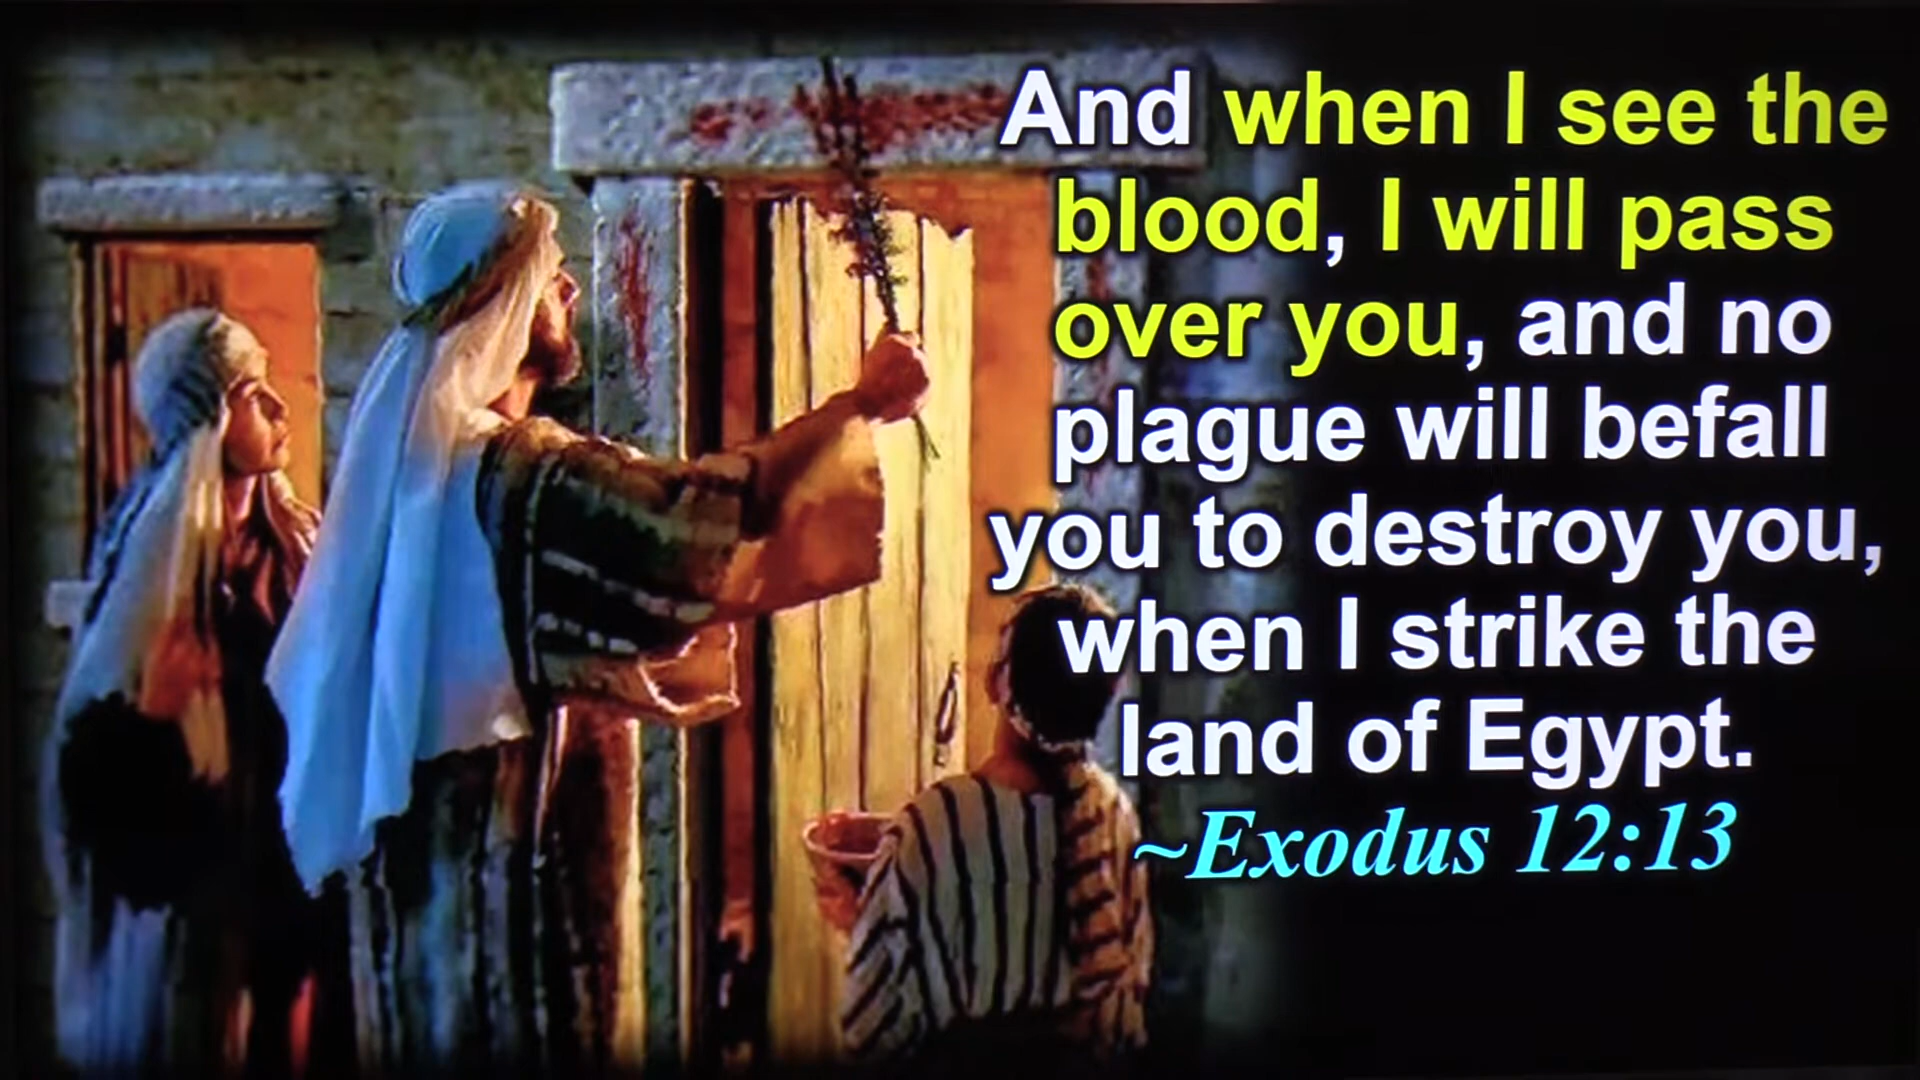 And when I see the
blood, I will pass
over you, and no
plague will befall
you to destroy you,
when I strike the
land of Egypt.
~Exodus 12:13